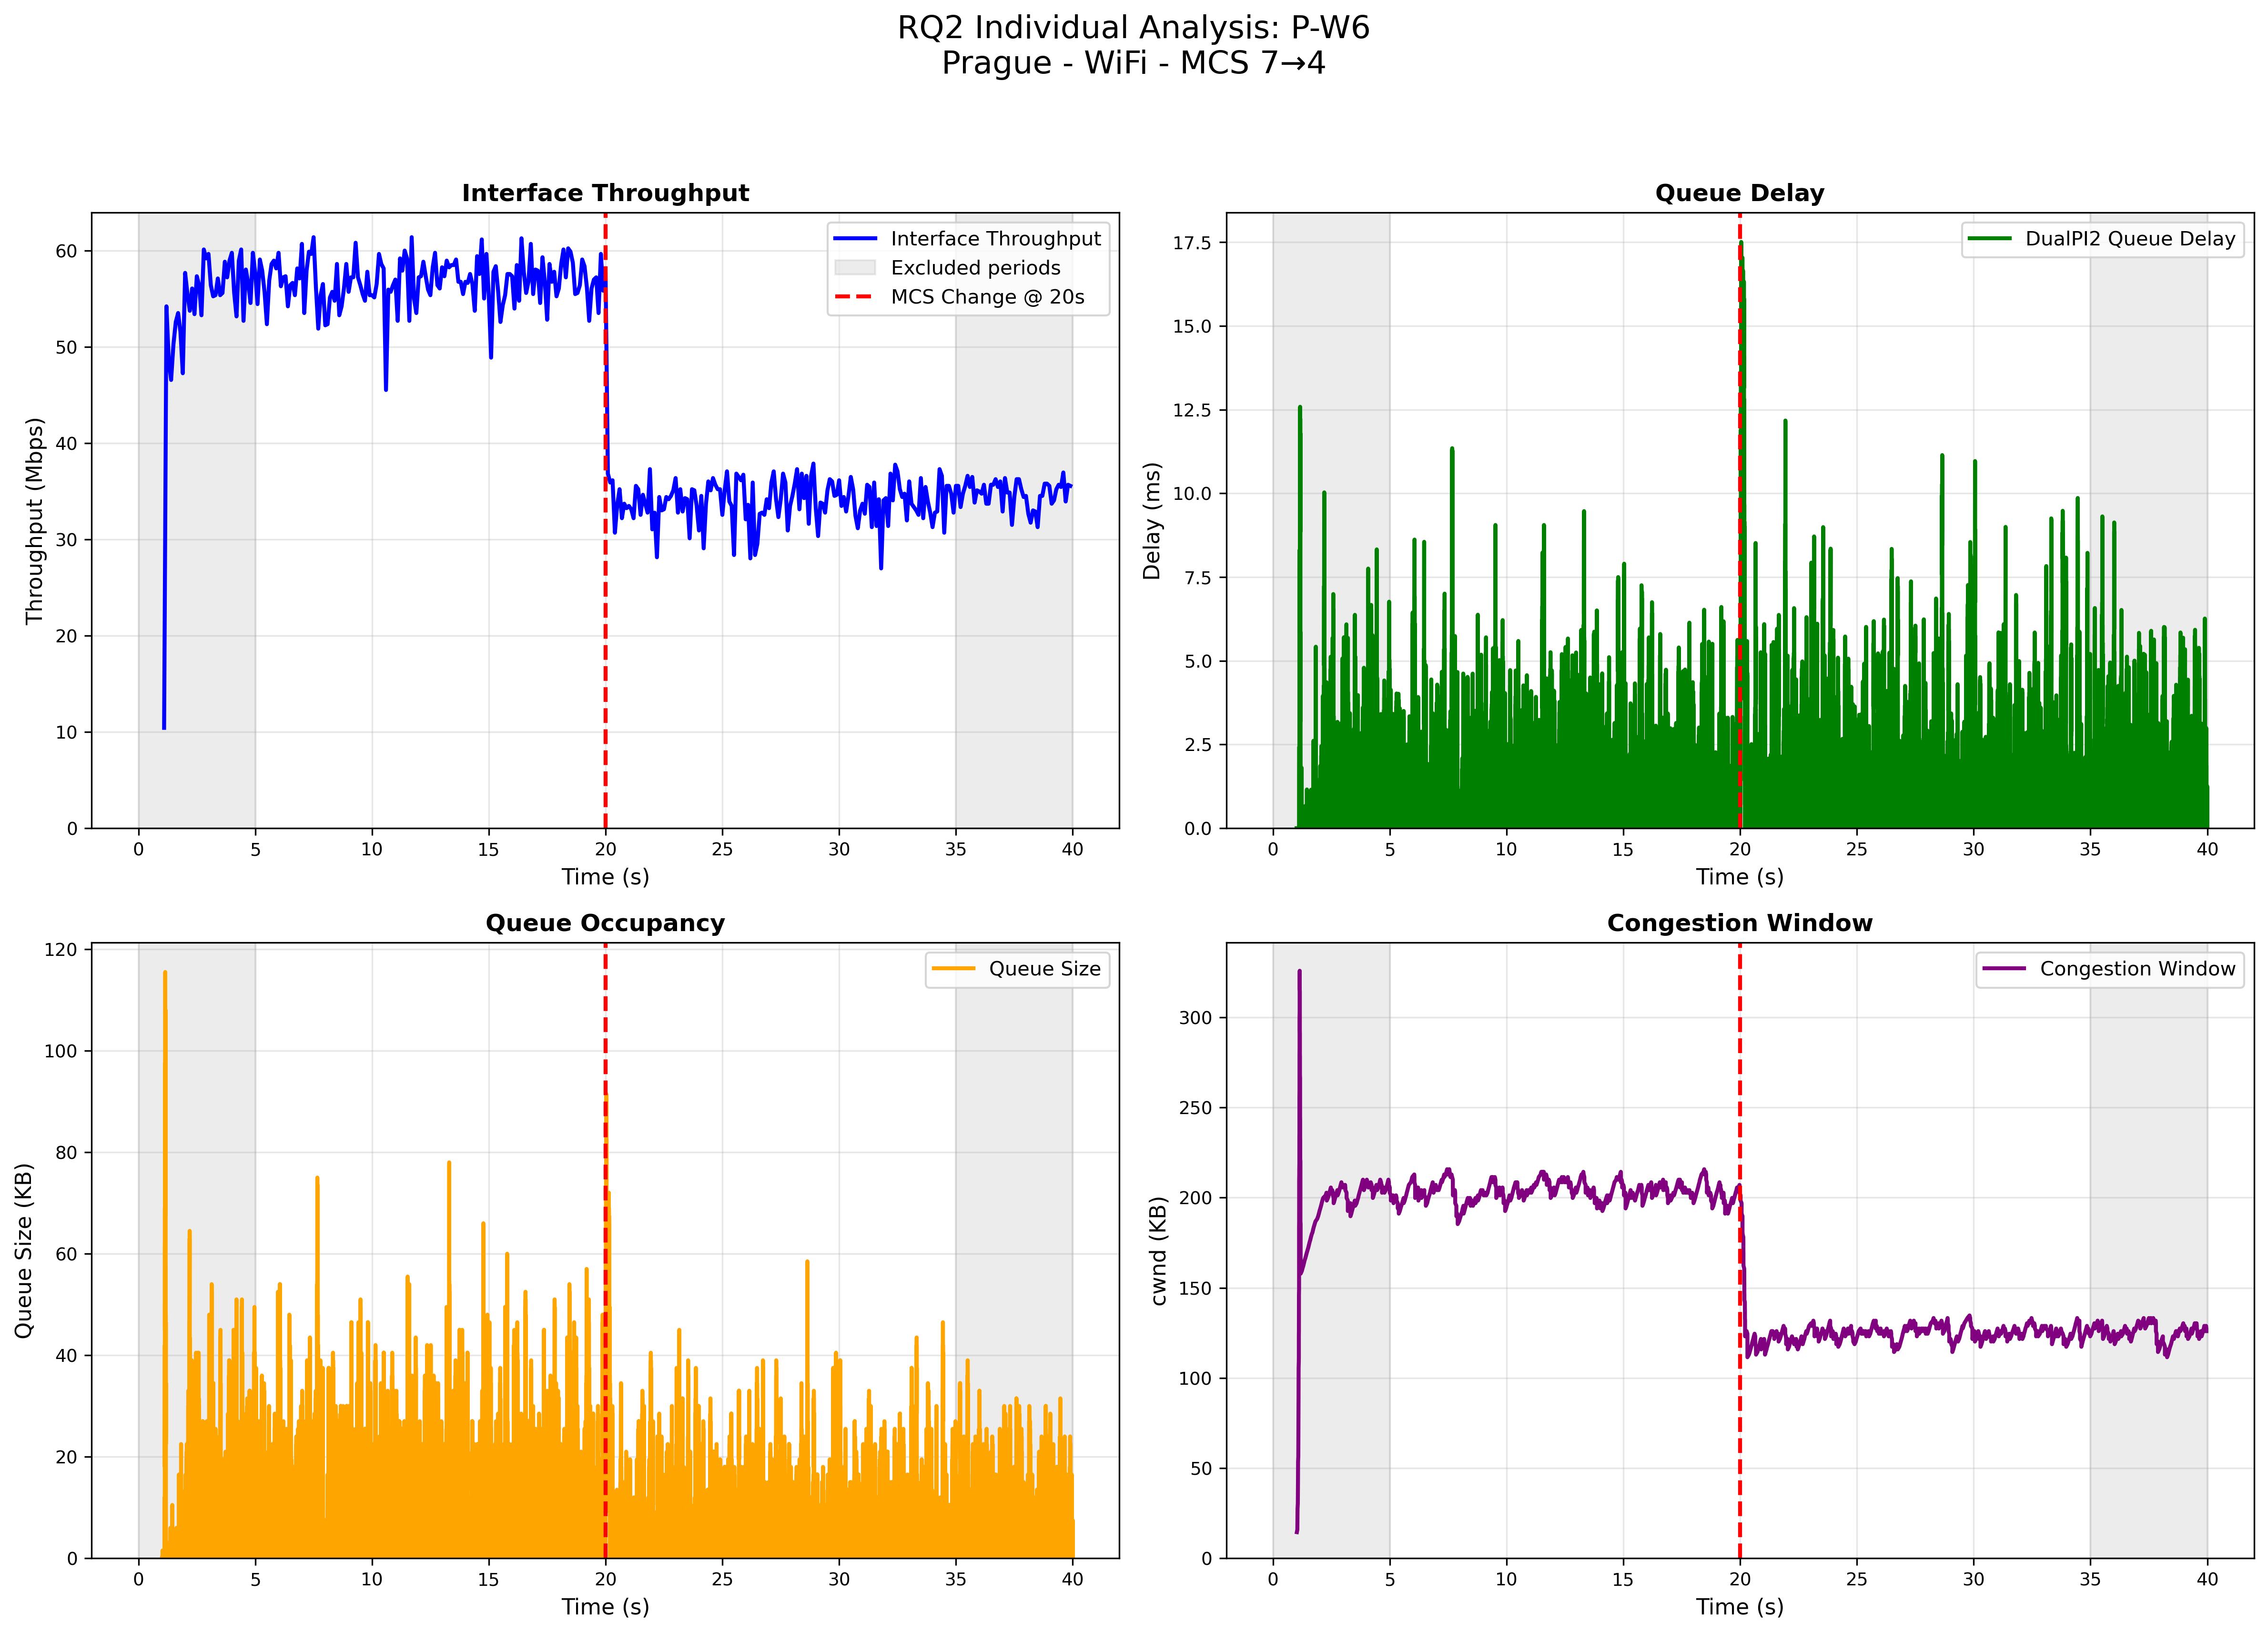 RQ2 Individual Analysis: P-W6
Prague - WiFi - MCS 7→4
Interface Throughput
Throughput (Mbps)
60
50
40
30
20
10
0
Interface Throughput
Excluded periods
MCS Change @ 20s
0 5 10 15 20 25 30 35 40
Time (s)
Queue Delay
Delay (ms)
17.5
15.0
12.5
10.0
7.5
5.0
2.5
0.0
DualPI2 Queue Delay
0 5 10 15 20 25 30 35 40
Time (s)
Queue Occupancy
Queue Size (KB)
120
100
80
60
40
20
0
Queue Size
0 5 10 15 20 25 30 35 40
Time (s)
Congestion Window
cwnd (KB)
300
250
200
150
100
50
0
Congestion Window
0 5 10 15 20 25 30 35 40
Time (s)